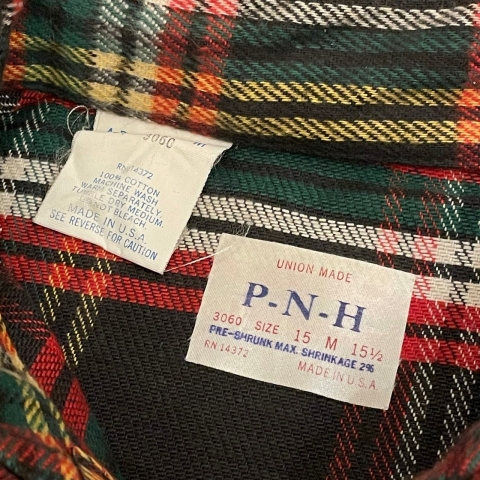 3060
RN 14372
100% COTTON
MACHINE WASH
WARM SEPARATELY
TUMBLE DRY MEDIUM.
DO NOT BLEACH
MADE IN U.S.A.
SEE REVERSE FOR CAUTION
UNION MADE
P-N-H
3060 SIZE 15 M 15½
PRE-SHRUNK MAX. SHRINKAGE 2%
RN 14372
MADE IN U.S.A.